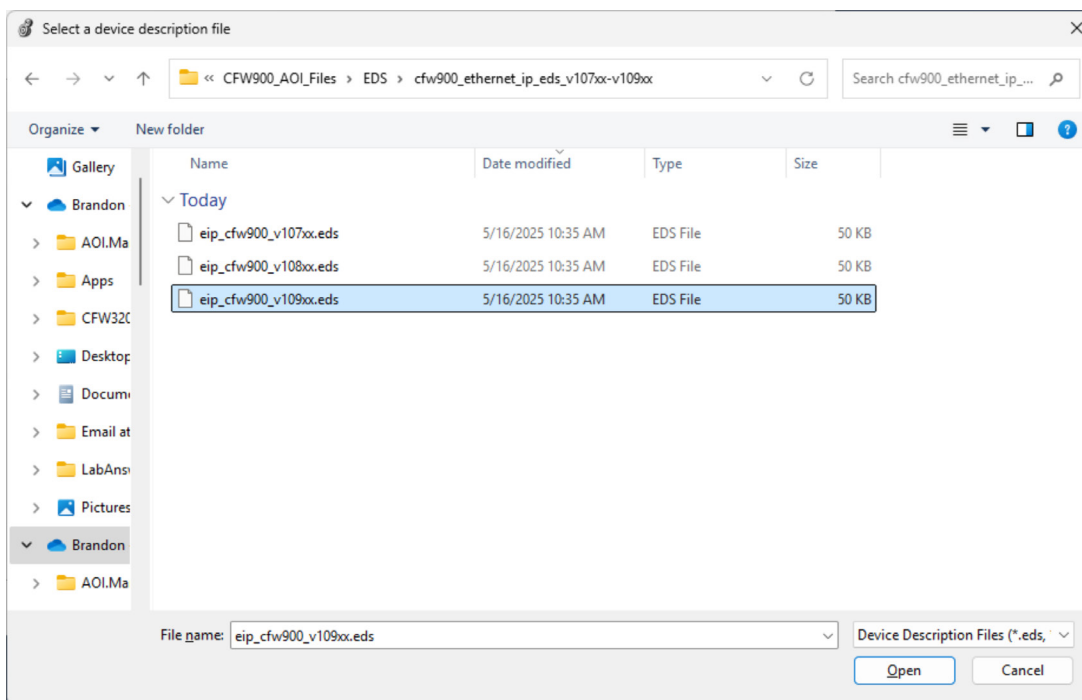 Select a device description file
« CFW900_AOI_Files > EDS > cfw900_ethernet_ip_eds_v107xx-v109xx
Search cfw900_ethernet_ip_...
Organize
New folder
Gallery
Brandon
AOI.Ma
Apps
CFW320
Desktop
Docume
Email at
LabAnsw
Pictures
Brandon
AOI.Ma
Name Date modified Type Size
Today
eip_cfw900_v107xx.eds 5/16/2025 10:35 AM EDS File 50 KB
eip_cfw900_v108xx.eds 5/16/2025 10:35 AM EDS File 50 KB
eip_cfw900_v109xx.eds 5/16/2025 10:35 AM EDS File 50 KB
File name: eip_cfw900_v109xx.eds
Device Description Files (*.eds,
Open Cancel